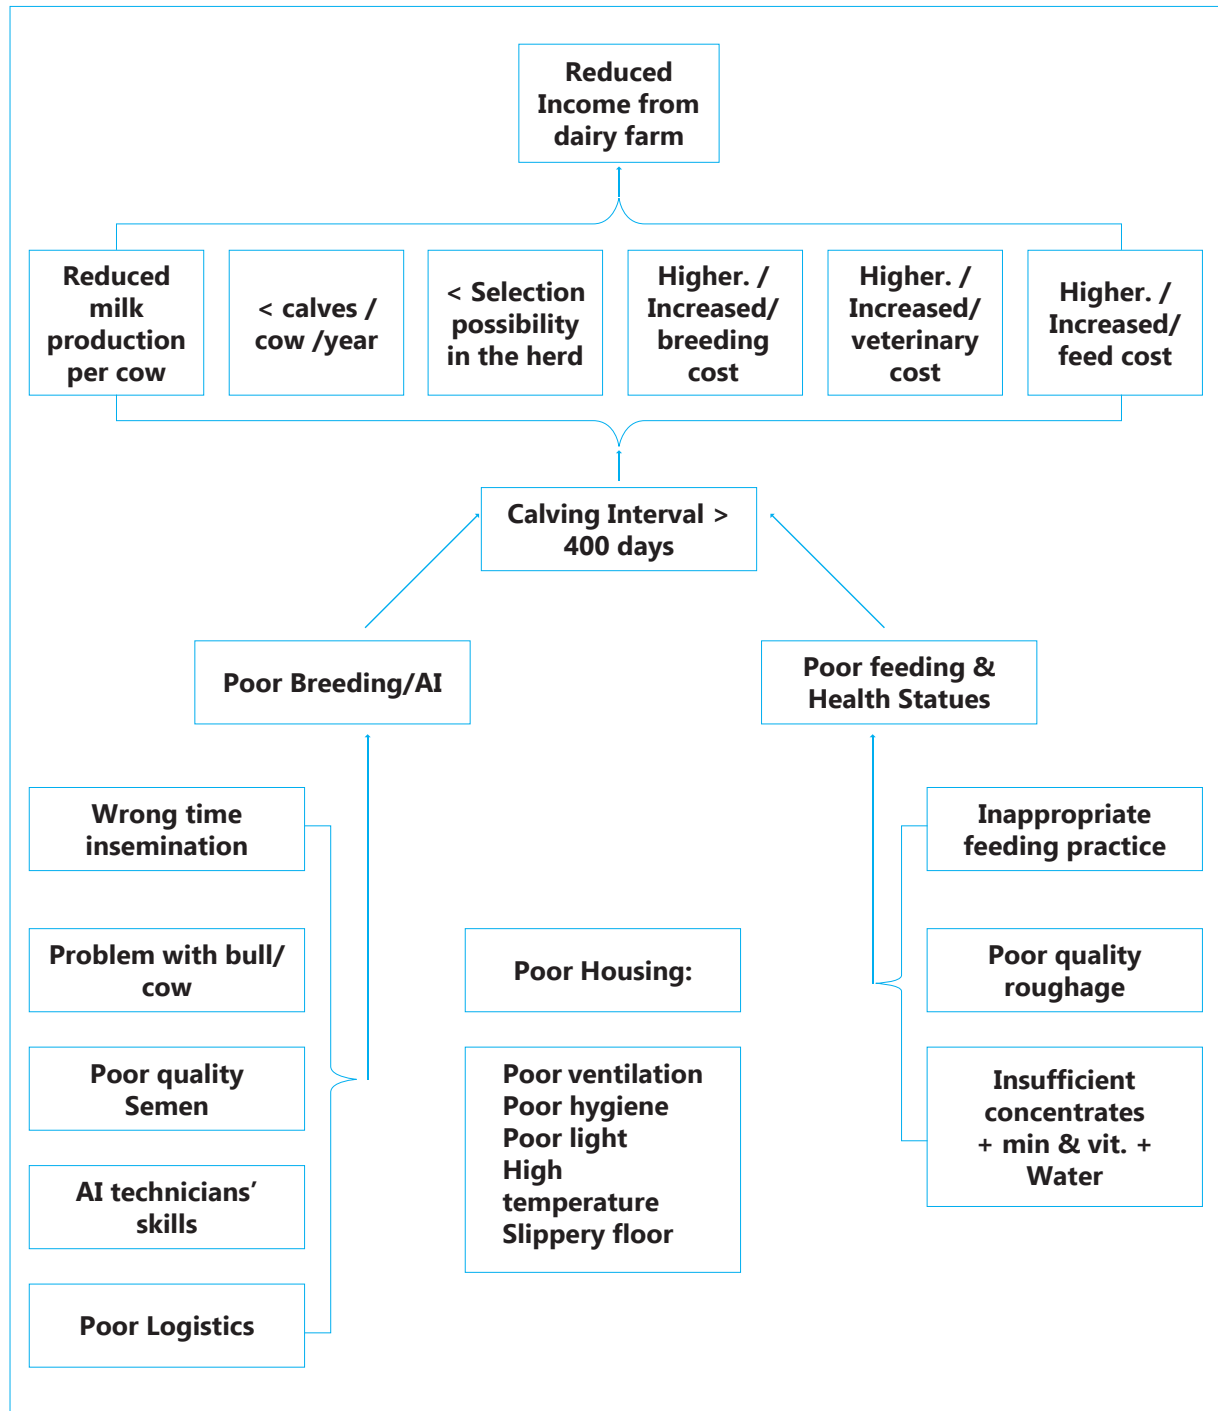 Reduced
Income from
dairy farm
Reduced
milk
production
per cow
< calves /
cow /year
< Selection
possibility
in the herd
Higher. /
Increased/
breeding
cost
Higher. /
Increased/
veterinary
cost
Higher. /
Increased/
feed cost
Calving Interval >
400 days
Poor Breeding/AI
Poor feeding &
Health Statues
Wrong time
insemination
Problem with bull/
cow
Poor quality
Semen
AI technicians’
skills
Poor Logistics
Poor Housing:
Poor ventilation
Poor hygiene
Poor light
High
temperature
Slippery floor
Inappropriate
feeding practice
Poor quality
roughage
Insufficient
concentrates
+ min & vit. +
Water